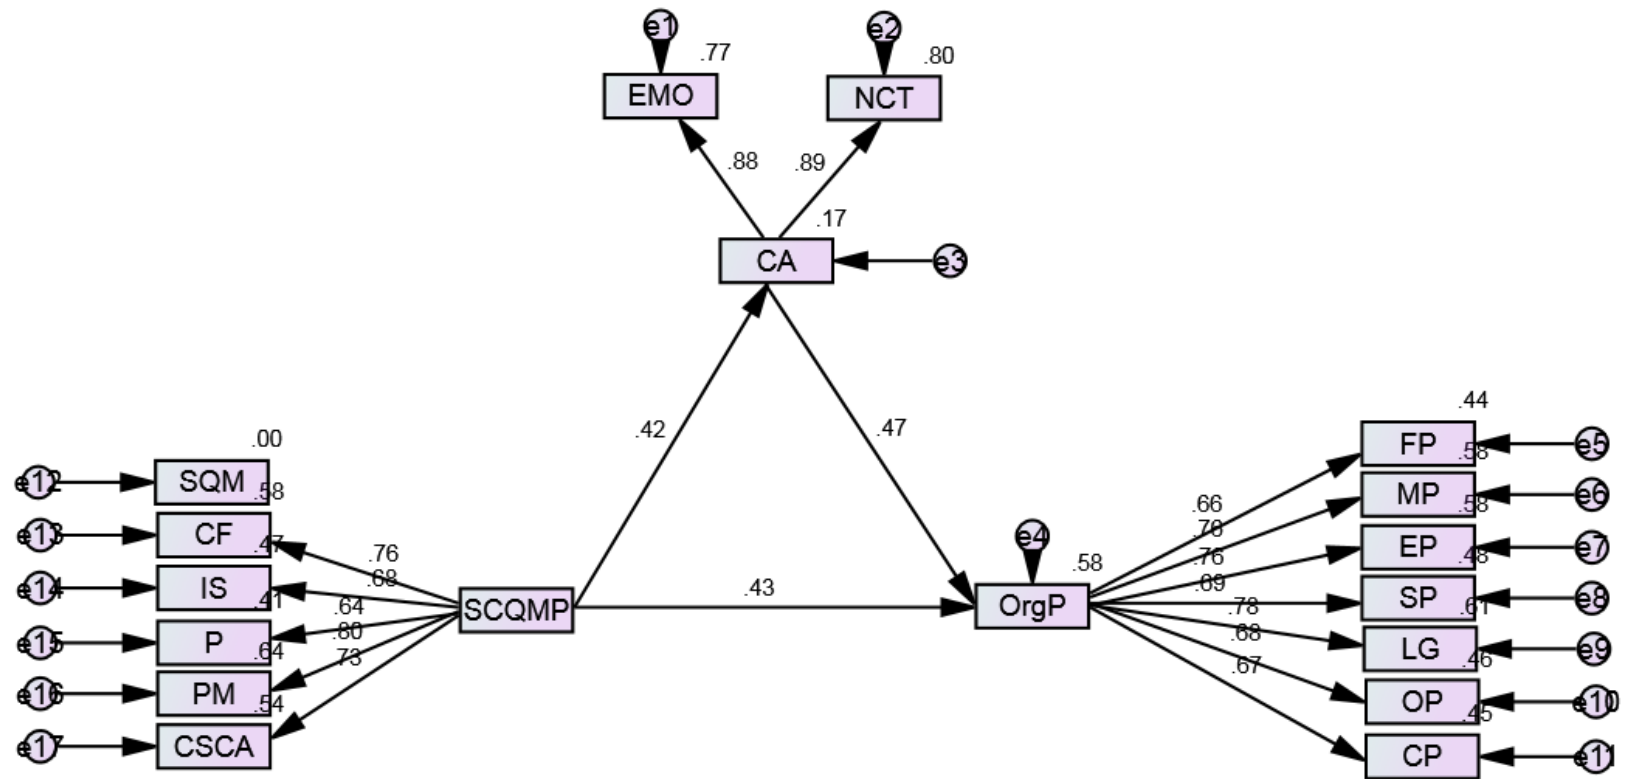 e1
e2
.77
.80
EMO
NCT
.88
.89
.17
CA
e3
.42
.47
.44
.00
FP
e5
.58
e12
SQM
.58
MP
e6
.58
.66
.76
e13
CF
.47
.76
EP
e7
.48
.76
.68
e4
.58
.69
e14
IS
.41
.43
SP
e8
.61
.64
SCQMP
OrgP
.78
.80
.68
e15
P
.64
LG
e9
.46
.73
.67
e16
PM
.54
OP
e10
.45
e17
CSCA
CP
e11